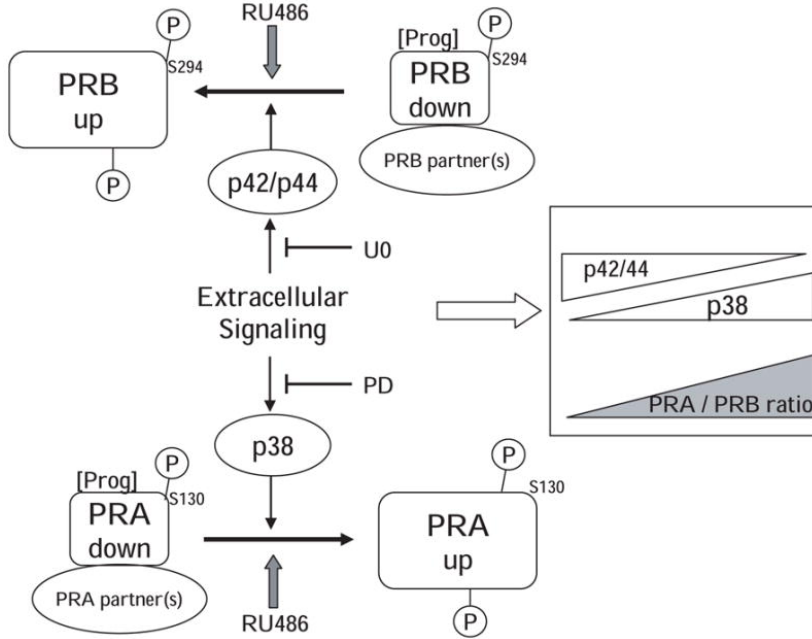 RU486
P
S294
PRB
up
P
[Prog]
P
S294
PRB
down
PRB partner(s)
p42/p44
U0
Extracellular
Signaling
PD
p38
p42/44
p38
PRA / PRB ratio
[Prog]
P
S130
PRA
down
PRA partner(s)
RU486
P
S130
PRA
up
P